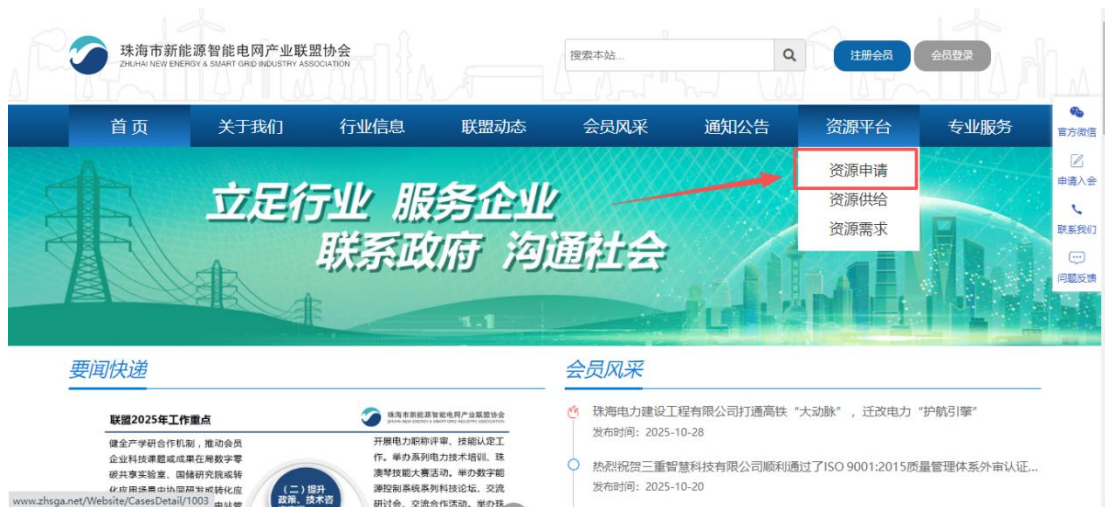 珠海市新能源智能电网产业联盟协会
ZHUHAI NEW ENERGY & SMART GRID INDUSTRY ASSOCIATION
搜索本站...
注册会员
会员登录
首页
关于我们
行业信息
联盟动态
会员风采
通知公告
资源平台
专业服务
资源申请
资源供给
资源需求
官方微信
申请入会
联系我们
问题反馈
立足行业 服务企业
联系政府 沟通社会
要闻快递
联盟2025年工作重点
珠海市新能源智能电网产业联盟协会
健全产学研合作机制，推动会员
企业科技课题或成果在局数字零
碳共享实验室、国储研究院或转
（二）提升
政策、技术咨
开展电力职称评审、技能认定工
作。举办系列电力技术培训、珠
澳琴技能大赛活动。举办数字能
源控制系统系列科技论坛、交流
研讨会、交流合作活动。举办珠
会员风采
珠海电力建设工程有限公司打通高铁“大动脉”，迁改电力“护航引擎”
发布时间：2025-10-28
热烈祝贺三重智慧科技有限公司顺利通过了ISO 9001:2015质量管理体系外审认证...
发布时间：2025-10-20
www.zhsga.net/Website/CasesDetail/1003